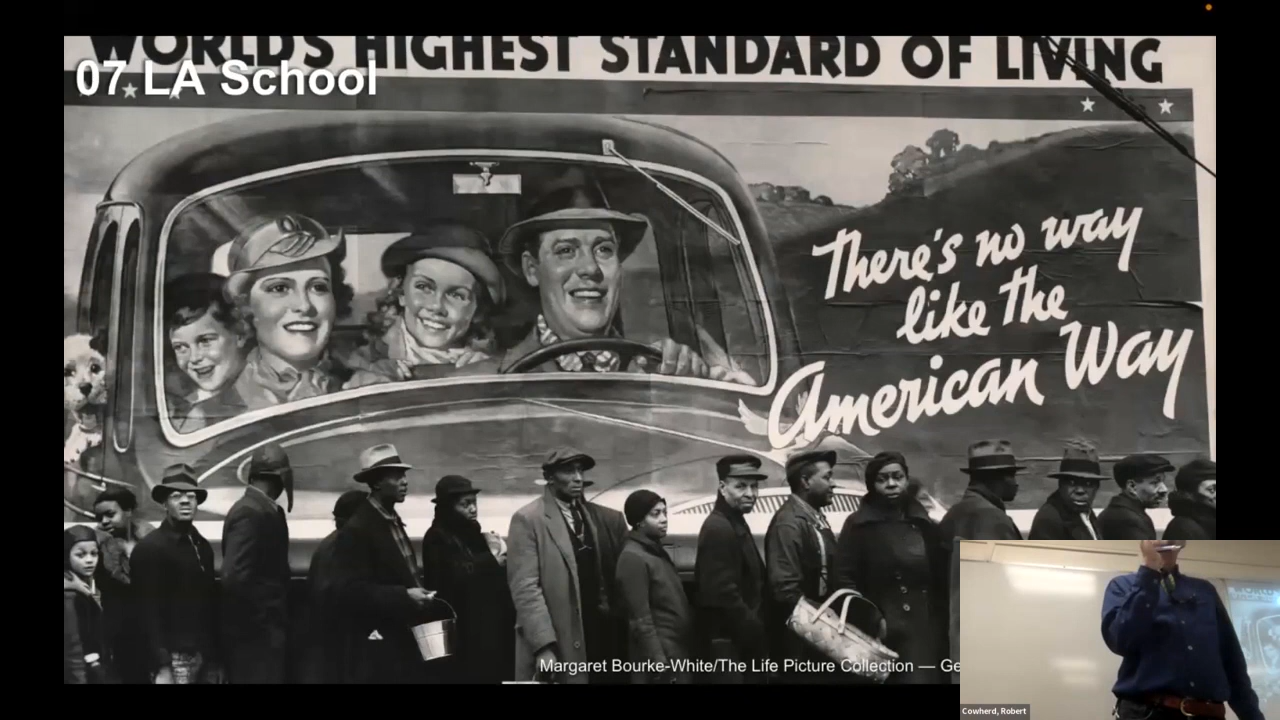 WORLD'S HIGHEST STANDARD OF LIVING
07 LA School
There's no way
like the
American Way
Margaret Bourke-White/The Life Picture Collection — Ge
Cowherd, Robert